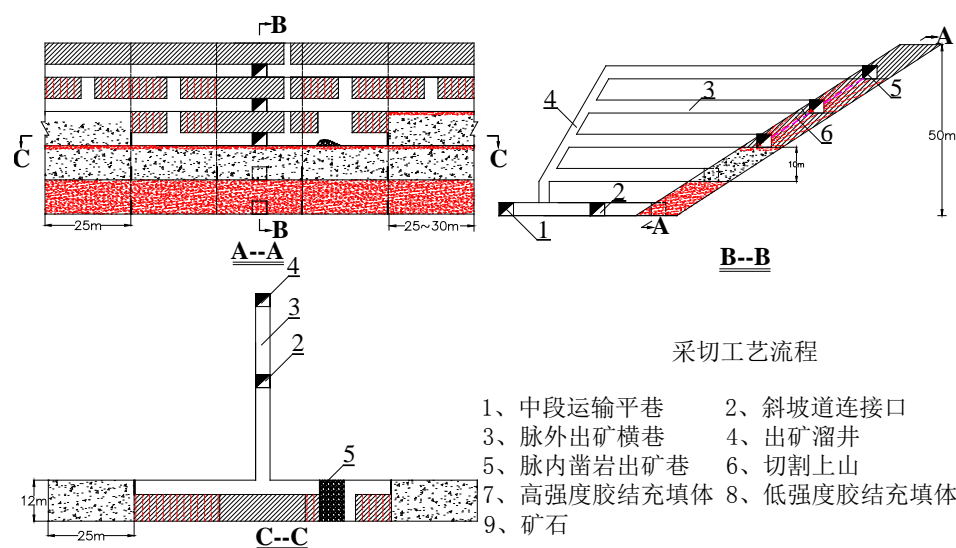 B
A
4
3
5
C
C
6
50m
10m
2
25m
B
25~30m
1
A
A--A
B--B
4
3
采切工艺流程
2
1、中段运输平巷 2、斜坡道连接口
3、脉外出矿横巷 4、出矿溜井
5
5、脉内凿岩出矿巷 6、切割上山
12m
7、高强度胶结充填体 8、低强度胶结充填体
9、矿石
25m
C--C